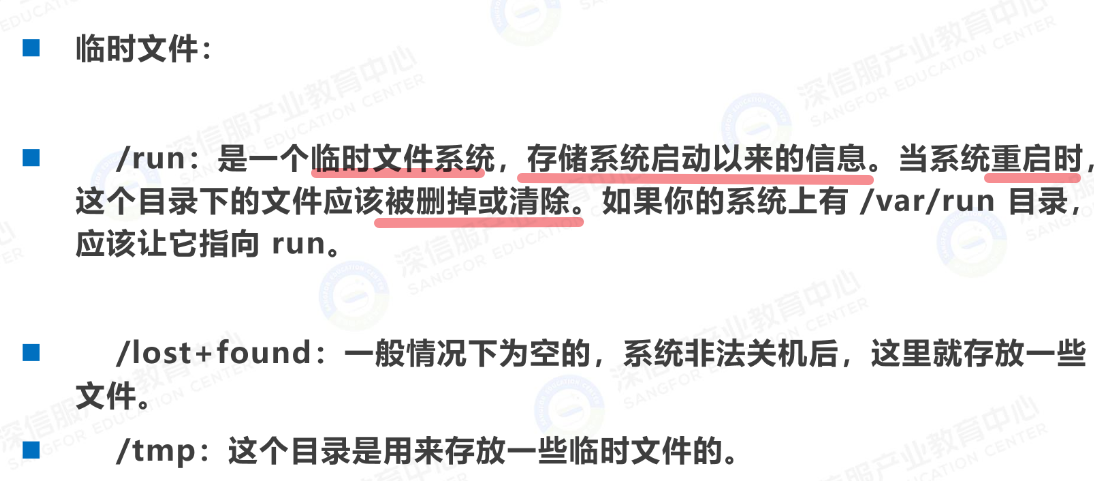 临时文件：
/run：是一个临时文件系统，存储系统启动以来的信息。当系统重启时，
这个目录下的文件应该被删掉或清除。如果你的系统上有 /var/run 目录，
应该让它指向 run。
/lost+found：一般情况下为空的，系统非法关机后，这里就存放一些
文件。
/tmp：这个目录是用来存放一些临时文件的。
深信服产业教育中心
SANGFOR EDUCATION CENTER